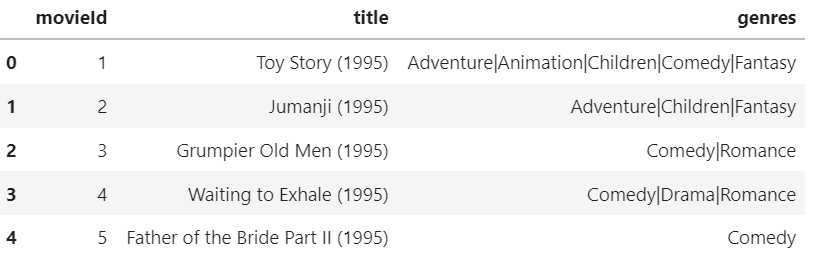 movieId title genres
0 1 Toy Story (1995) Adventure|Animation|Children|Comedy|Fantasy
1 2 Jumanji (1995) Adventure|Children|Fantasy
2 3 Grumpier Old Men (1995) Comedy|Romance
3 4 Waiting to Exhale (1995) Comedy|Drama|Romance
4 5 Father of the Bride Part II (1995) Comedy